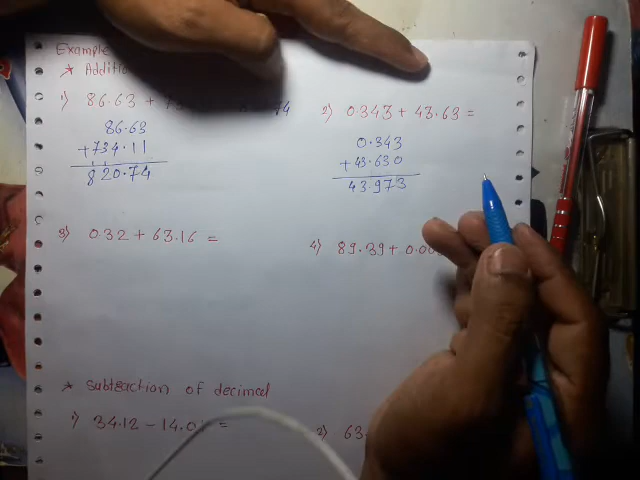 Example
* Additio
1) 86.63 + 74
86.63
+734.11
820.74
2) 0.343 + 43.63 =
0.343
+ 43.630
43.973
3) 0.32 + 63.16 =
4) 89.39 + 0.00
* Subtraction of decimal
1) 34.12 - 14.0 =
2) 63.